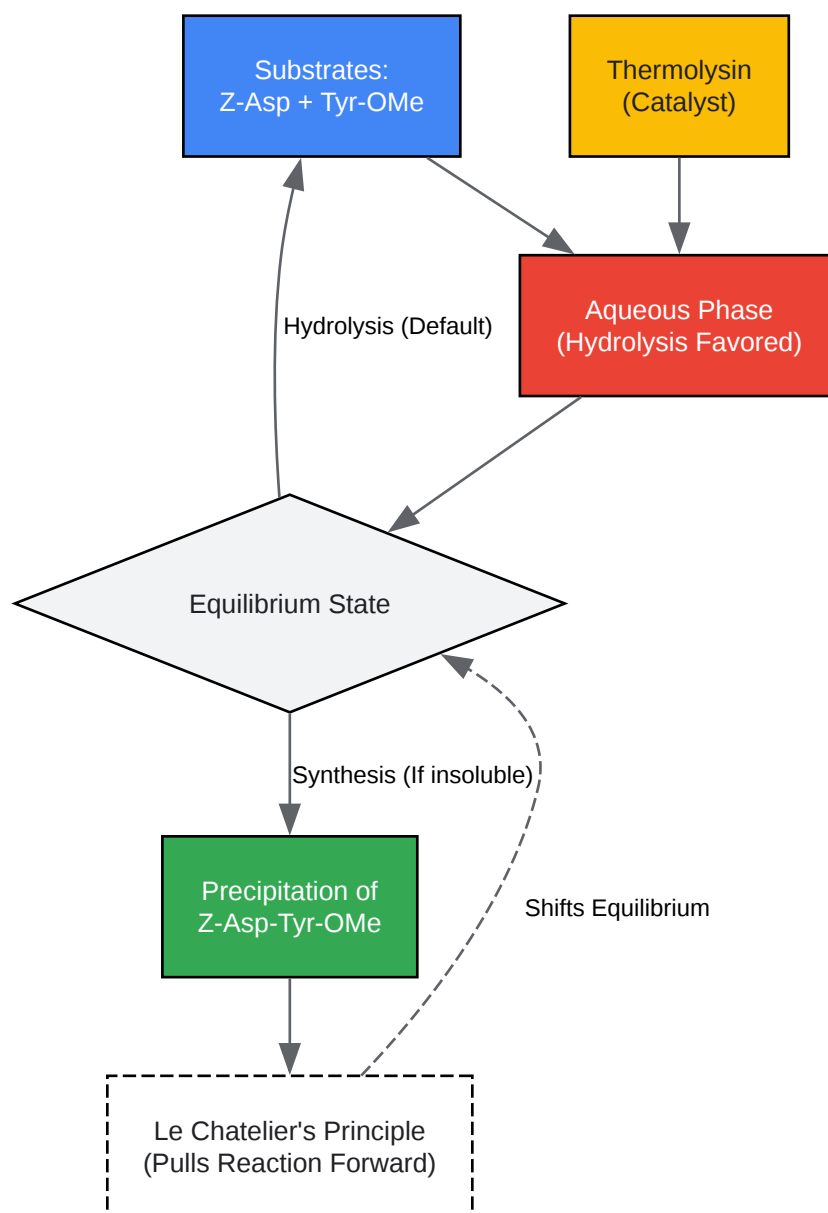 Substrates:
Z-Asp + Tyr-OMe
Thermolysin
(Catalyst)
Aqueous Phase
(Hydrolysis Favored)
Hydrolysis (Default)
Equilibrium State
Synthesis (If insoluble)
Precipitation of
Z-Asp-Tyr-OMe
Shifts Equilibrium
Le Chatelier's Principle
(Pulls Reaction Forward)